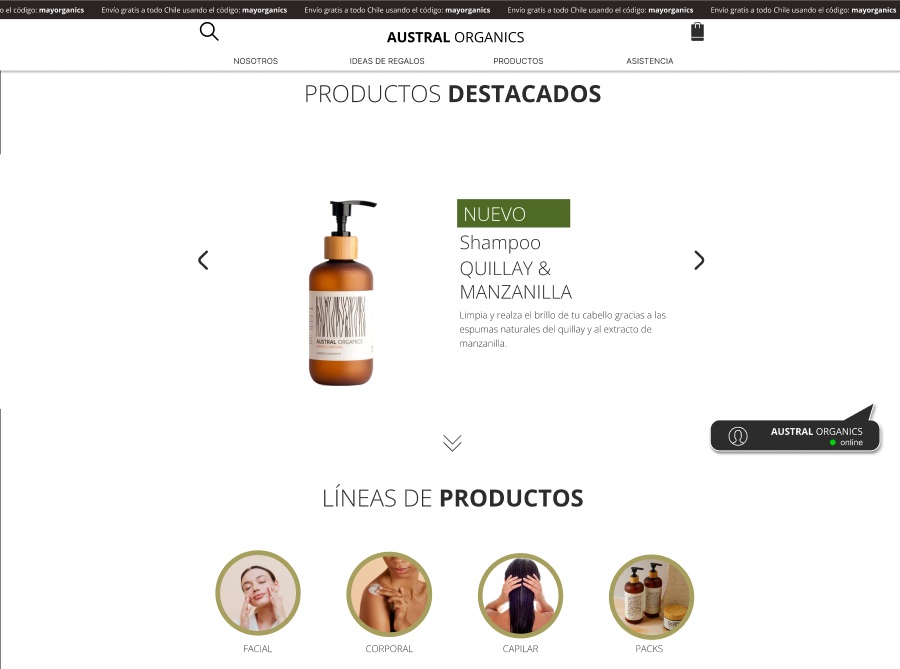 o el código: mayorganics Envío gratis a todo Chile usando el código: mayorganics Envío gratis a todo Chile usando el código: mayorganics Envío gratis a todo Chile usando el código: mayorganics Envío gratis a todo Chile usando el código: mayorganics
AUSTRAL ORGANICS
NOSOTROS IDEAS DE REGALOS PRODUCTOS ASISTENCIA
PRODUCTOS DESTACADOS
NUEVO
Shampoo
QUILLAY &
MANZANILLA
Limpia y realza el brillo de tu cabello gracias a las
espumas naturales del quillay y al extracto de
manzanilla.
AUSTRAL ORGANICS
AUSTRAL ORGANICS
online
LÍNEAS DE PRODUCTOS
FACIAL CORPORAL CAPILAR PACKS